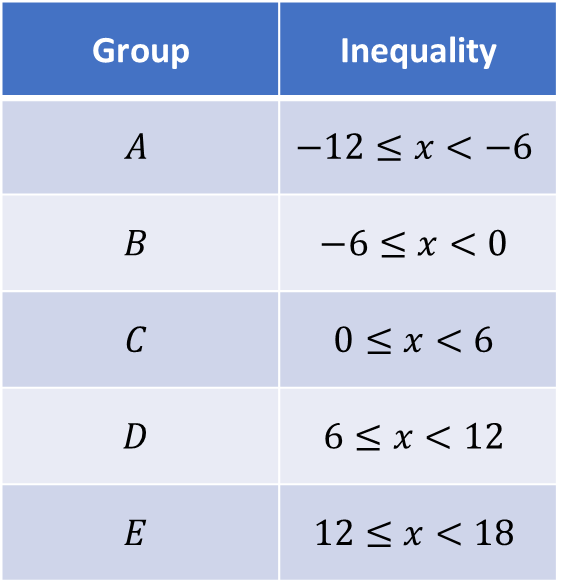 Group Inequality
A −12 ≤ x < −6
B −6 ≤ x < 0
C 0 ≤ x < 6
D 6 ≤ x < 12
E 12 ≤ x < 18